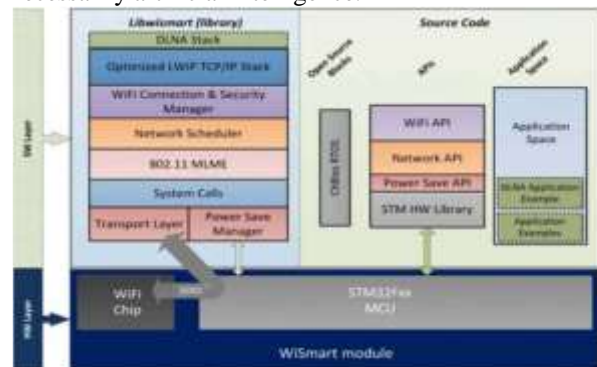 Libwismart (library)
Source Code
DLNA Stack
Optimized LWIP TCP/IP Stack
WiFi Connection & Security
Manager
Network Scheduler
802.11 MLME
System Calls
Transport Layer
Power Save
Manager
Open Source
Stacks
ChibiOs RTOS
APIs
WiFi API
Network API
Power Save API
STM HW Library
Application
Space
Application
Space
DLNA Application
Example
Application
Examples
SW Layer
HW Layer
WiFi
Chip
SDIO
STM32Fxx
MCU
WiSmart module